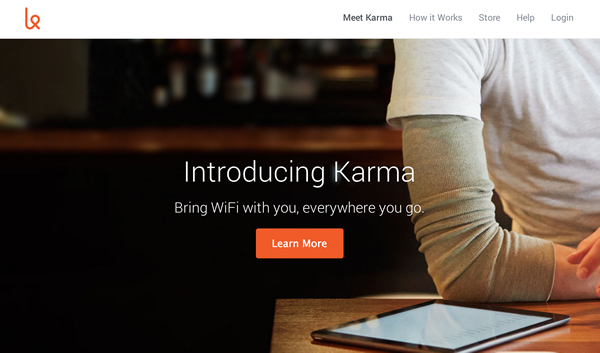 Meet Karma How it Works Store Help Login
Introducing Karma
Bring WiFi with you, everywhere you go.
Learn More